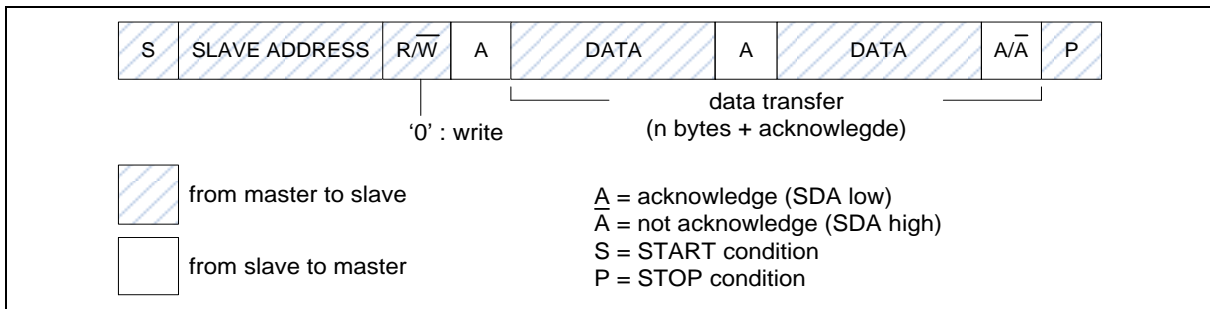 S SLAVE ADDRESS R/W̅ A DATA A DATA A/A̅ P
data transfer
‘0’ : write
(n bytes + acknowlegde)
from master to slave
A = acknowledge (SDA low)
A̅ = not acknowledge (SDA high)
S = START condition
from slave to master
P = STOP condition